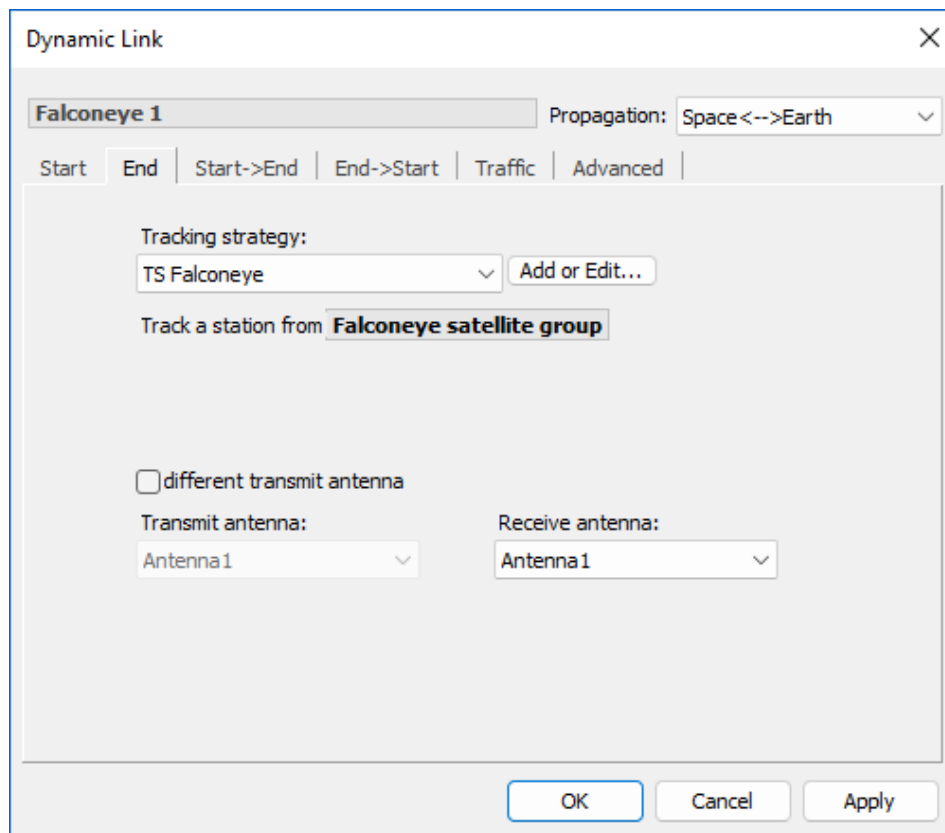 Dynamic Link
Falconeye 1 Propagation: Space<-->Earth
Start End Start->End End->Start Traffic Advanced
Tracking strategy:
TS Falconeye Add or Edit...
Track a station from Falconeye satellite group
different transmit antenna
Transmit antenna: Receive antenna:
Antenna1 Antenna1
OK Cancel Apply